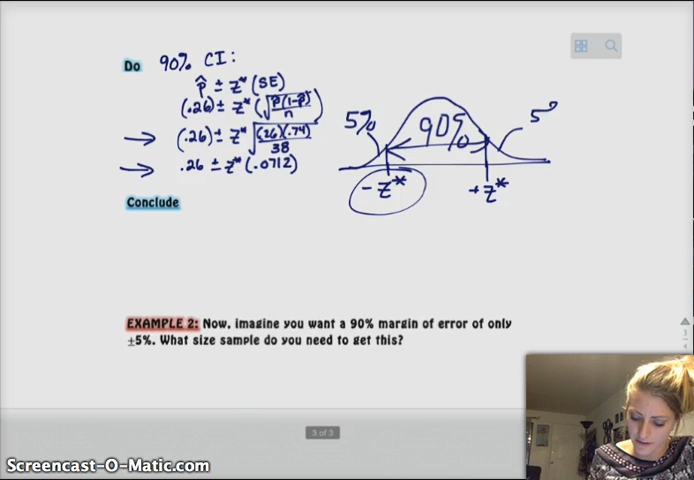 Do 90% CI:
p̂ ± z* (SE)
(.26) ± z* (√p̂(1-p̂)/n)
→ (.26) ± z* √(.26)(.74)/38
→ .26 ± z* (.0712)
5% 90% 5%
-z* +z*
Conclude
EXAMPLE 2: Now, imagine you want a 90% margin of error of only
±5%. What size sample do you need to get this?
3 of 3
Screencast-O-Matic.com